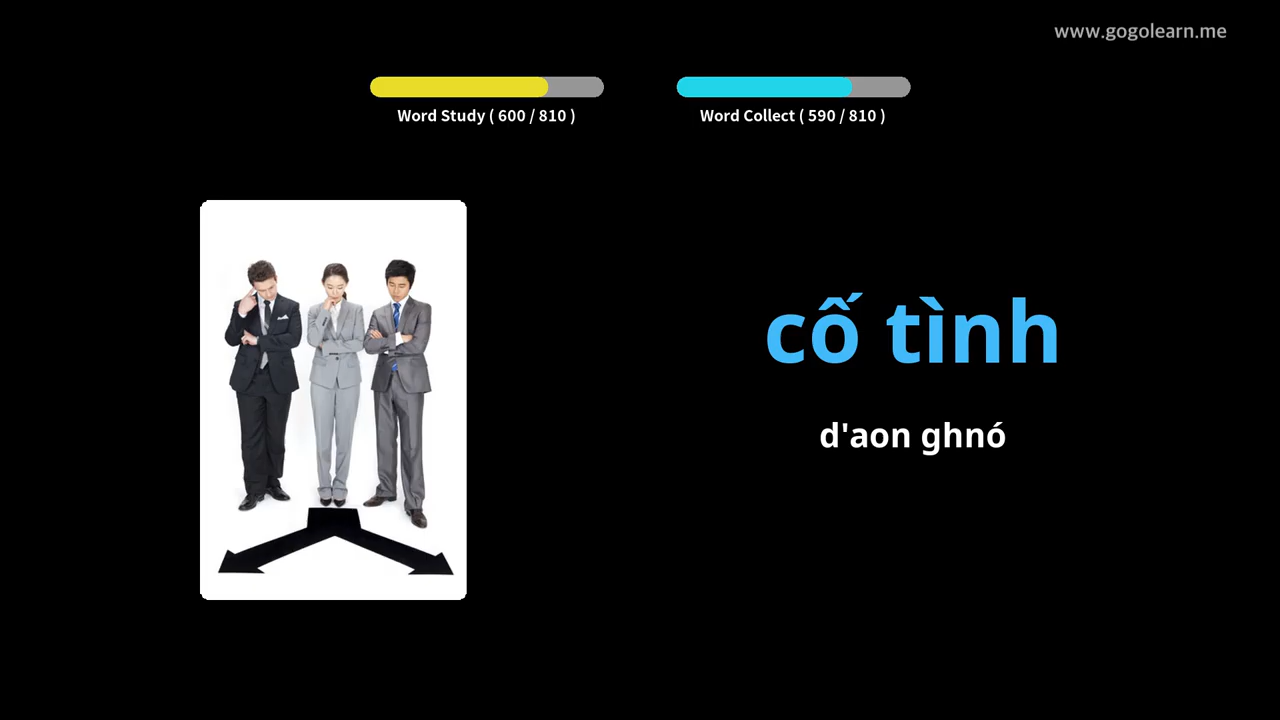 www.gogolearn.me
Word Study ( 600 / 810 )
Word Collect ( 590 / 810 )
cố tình
d'aon ghnó